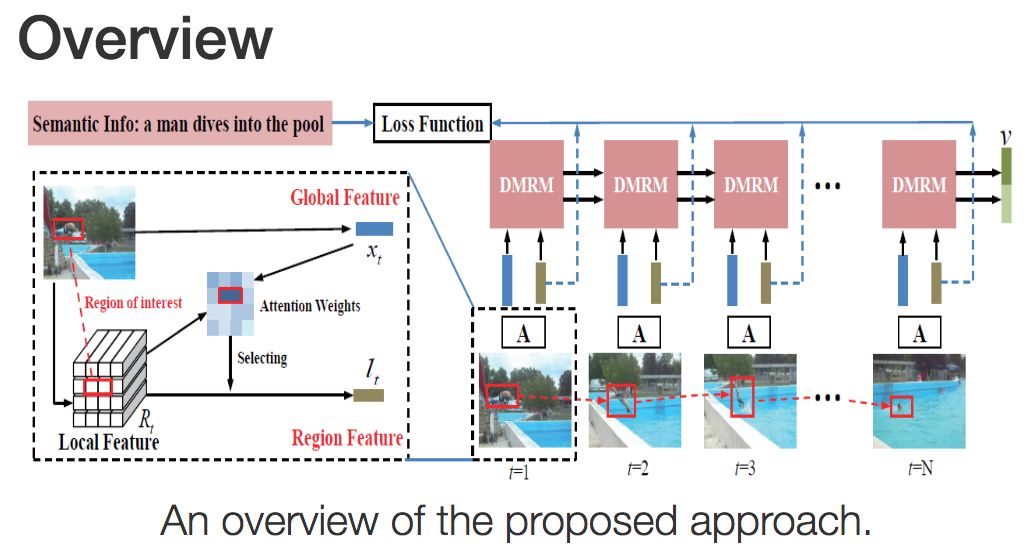 Overview
Semantic Info: a man dives into the pool
Loss Function
v
DMRM
DMRM
DMRM
...
DMRM
Global Feature
x_t
Region of interest
Attention Weights
Selecting
l_t
R_t
Local Feature
Region Feature
A
A
A
A
...
t=1
t=2
t=3
t=N
An overview of the proposed approach.